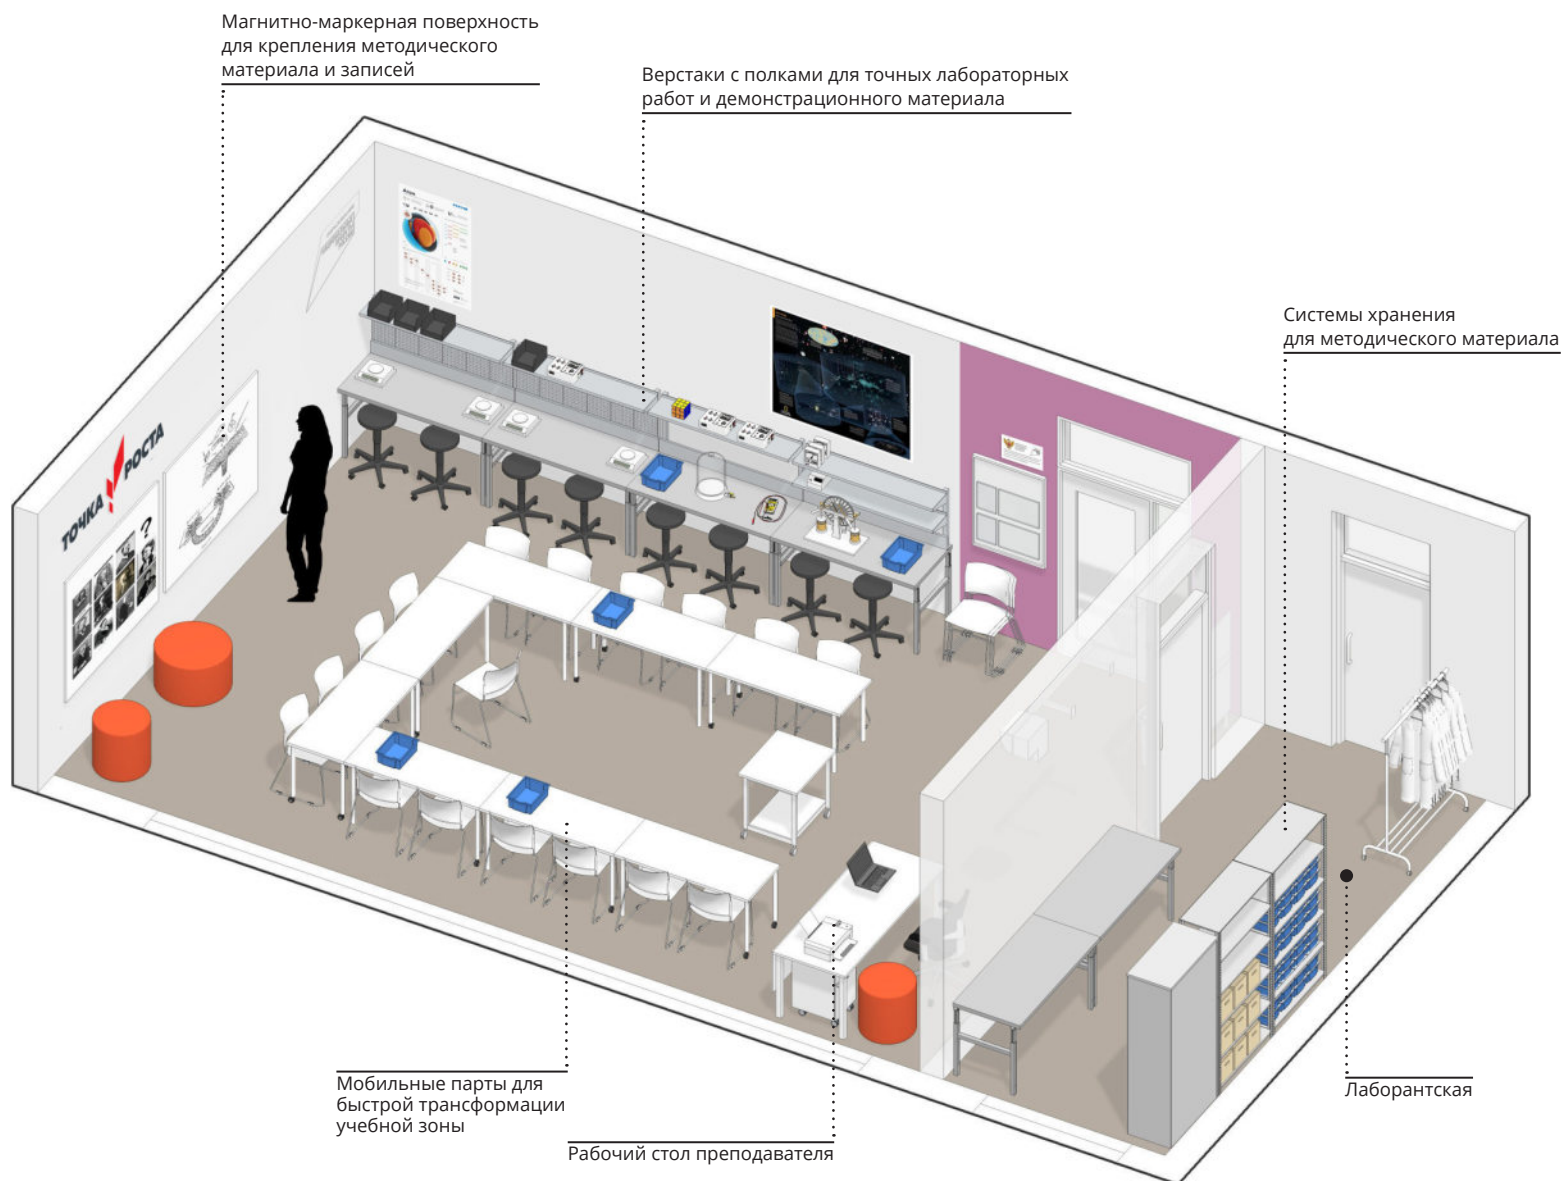 Магнитно-маркерная поверхность
для крепления методического
материала и записей
Верстаки с полками для точных лабораторных
работ и демонстрационного материала
Системы хранения
для методического материала
ТОЧКА РОСТА
?
Мобильные парты для
быстрой трансформации
учебной зоны
Рабочий стол преподавателя
Лаборантская